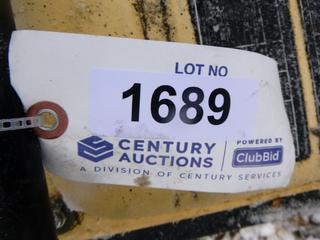 LOT NO
1689
CENTURY
AUCTIONS
POWERED BY
ClubBid
A DIVISION OF CENTURY SERVICES